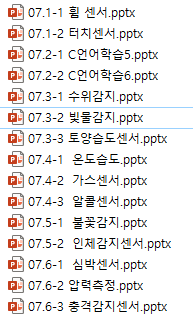 07.1-1 휨 센서.pptx
07.1-2 터치센서.pptx
07.2-1 C언어학습5.pptx
07.2-2 C언어학습6.pptx
07.3-1 수위감지.pptx
07.3-2 빗물감지.pptx
07.3-3 토양습도센서.pptx
07.4-1  온도습도.pptx
07.4-2  가스센서.pptx
07.4-3  알콜센서.pptx
07.5-1  불꽃감지.pptx
07.5-2  인체감지센서.pptx
07.6-1  심박센서.pptx
07.6-2 압력측정.pptx
07.6-3 충격감지센서.pptx